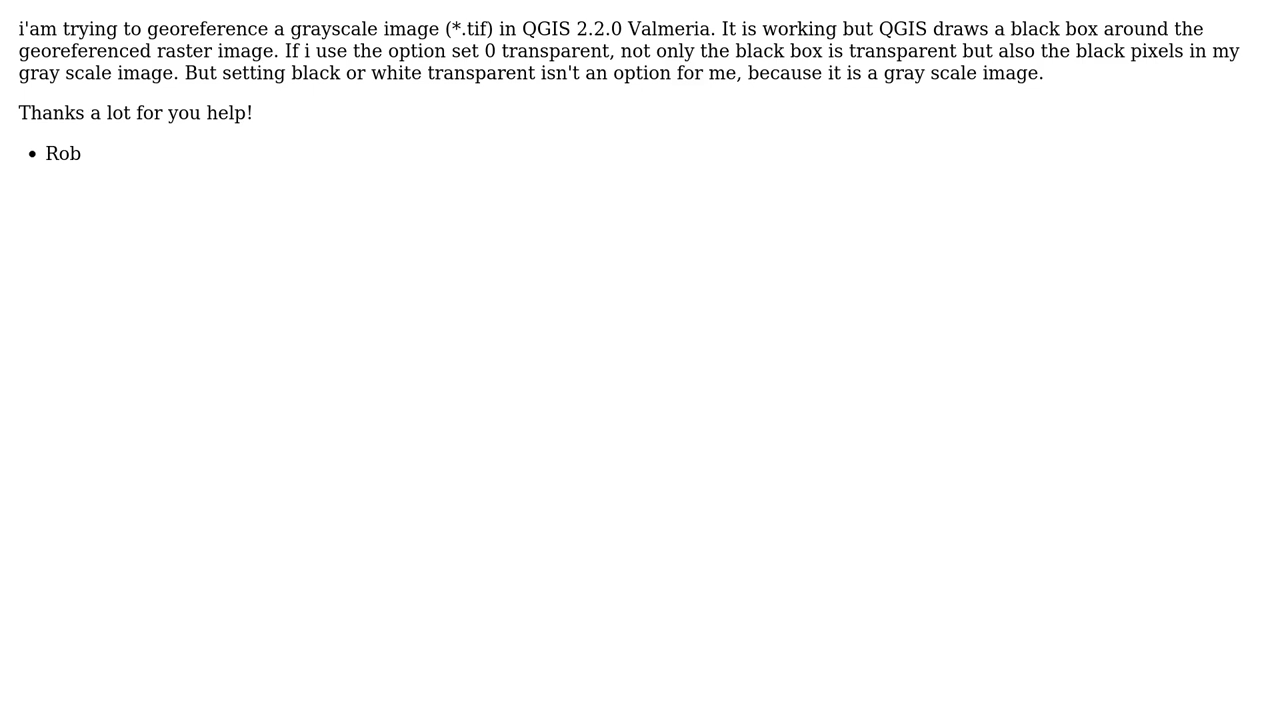 i'am trying to georeference a grayscale image (*.tif) in QGIS 2.2.0 Valmeria. It is working but QGIS draws a black box around the
georeferenced raster image. If i use the option set 0 transparent, not only the black box is transparent but also the black pixels in my
gray scale image. But setting black or white transparent isn't an option for me, because it is a gray scale image.
Thanks a lot for you help!
• Rob